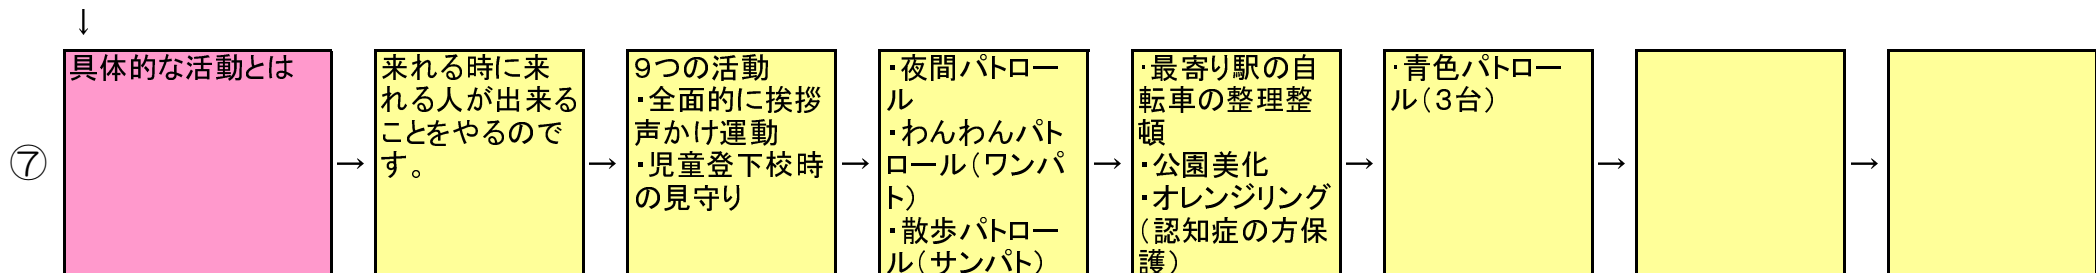 ↓
⑦
具体的な活動とは
→
来れる時に来
れる人が出来る
ことをやるので
す。
→
９つの活動
・全面的に挨拶
声かけ運動
・児童登下校時
の見守り
→
・夜間パトロー
ル
・わんわんパト
ロール（ワンパ
ト）
・散歩パトロー
ル（サンパト）
→
・最寄り駅の自
転車の整理整
頓
・公園美化
・オレンジリング
（認知症の方保
護）
→
・青色パトロー
ル（３台）
→
→